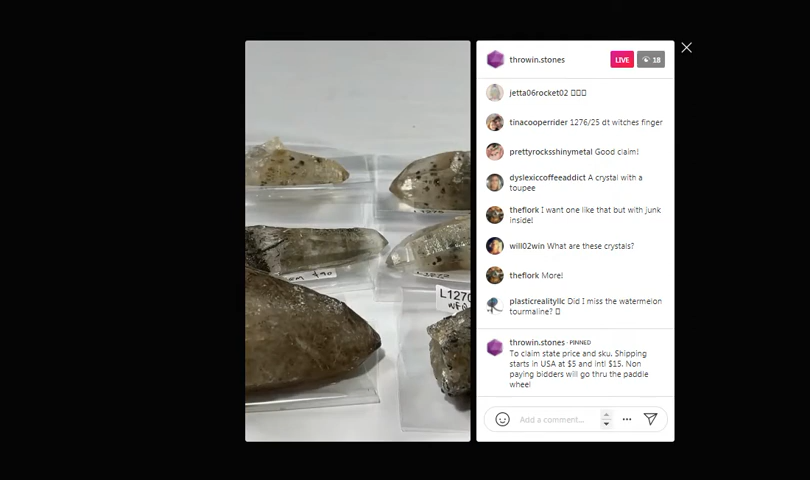 throwin.stones
LIVE
18
jetta06rocket02
tinacooperrider 1276/25 dt witches finger
prettyrocksshinymetal Good claim!
dyslexiccoffeeaddict A crystal with a
toupee
theflork I want one like that but with junk
inside!
will02win What are these crystals?
theflork More!
plasticrealityllc Did I miss the watermelon
tourmaline?
throwin.stones · PINNED
To claim state price and sku. Shipping
starts in USA at $5 and intl $15. Non
paying bidders will go thru the paddle
wheel
Add a comment...
L1270